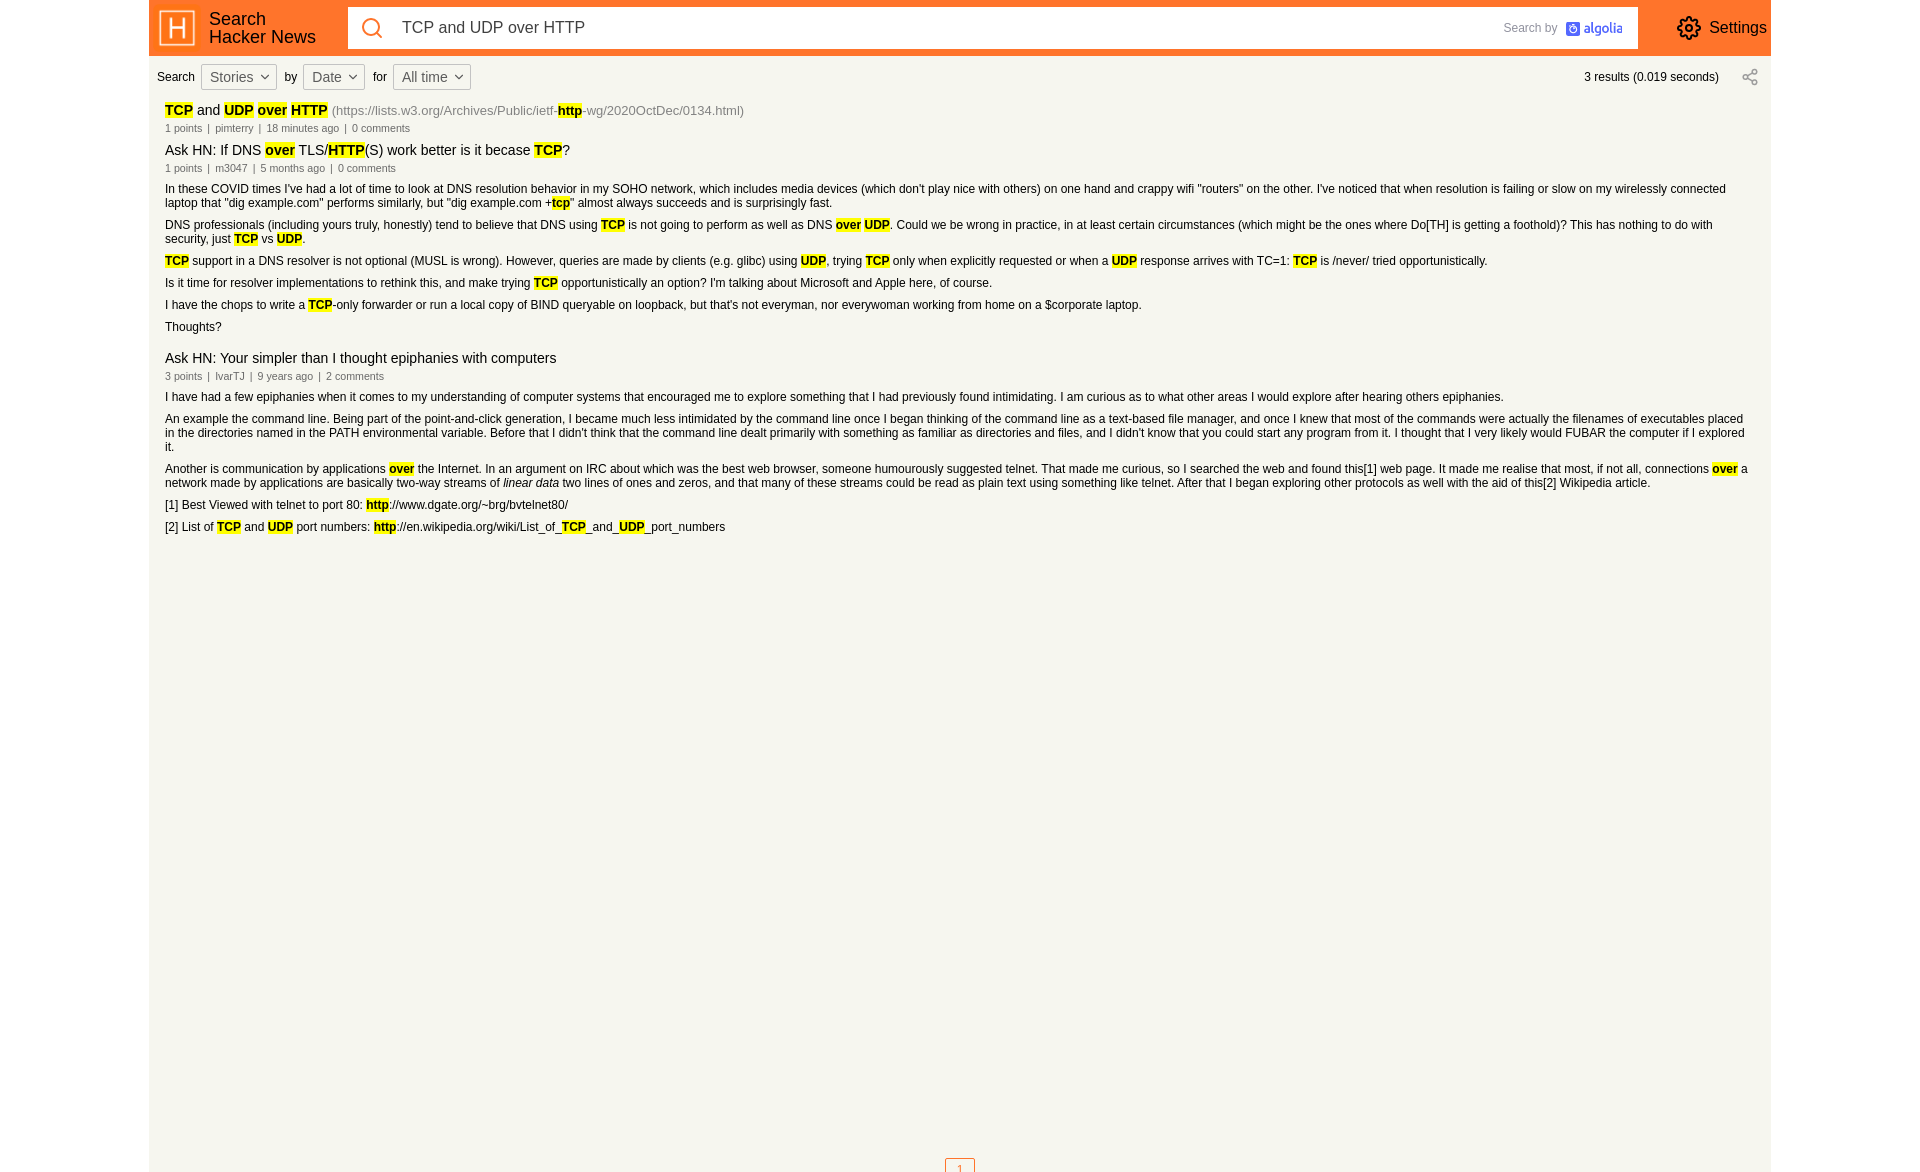 Search
Hacker News
TCP and UDP over HTTP
Search by algolia
Settings
Search Stories by Date for All time
3 results (0.019 seconds)
TCP and UDP over HTTP (https://lists.w3.org/Archives/Public/ietf-http-wg/2020OctDec/0134.html)
1 points | pimterry | 18 minutes ago | 0 comments
Ask HN: If DNS over TLS/HTTP(S) work better is it becase TCP?
1 points | m3047 | 5 months ago | 0 comments
In these COVID times I've had a lot of time to look at DNS resolution behavior in my SOHO network, which includes media devices (which don't play nice with others) on one hand and crappy wifi "routers" on the other. I've noticed that when resolution is failing or slow on my wirelessly connected
laptop that "dig example.com" performs similarly, but "dig example.com +tcp" almost always succeeds and is surprisingly fast.
DNS professionals (including yours truly, honestly) tend to believe that DNS using TCP is not going to perform as well as DNS over UDP. Could we be wrong in practice, in at least certain circumstances (which might be the ones where Do[TH] is getting a foothold)? This has nothing to do with
security, just TCP vs UDP.
TCP support in a DNS resolver is not optional (MUSL is wrong). However, queries are made by clients (e.g. glibc) using UDP, trying TCP only when explicitly requested or when a UDP response arrives with TC=1: TCP is /never/ tried opportunistically.
Is it time for resolver implementations to rethink this, and make trying TCP opportunistically an option? I'm talking about Microsoft and Apple here, of course.
I have the chops to write a TCP-only forwarder or run a local copy of BIND queryable on loopback, but that's not everyman, nor everywoman working from home on a $corporate laptop.
Thoughts?
Ask HN: Your simpler than I thought epiphanies with computers
3 points | IvarTJ | 9 years ago | 2 comments
I have had a few epiphanies when it comes to my understanding of computer systems that encouraged me to explore something that I had previously found intimidating. I am curious as to what other areas I would explore after hearing others epiphanies.
An example the command line. Being part of the point-and-click generation, I became much less intimidated by the command line once I began thinking of the command line as a text-based file manager, and once I knew that most of the commands were actually the filenames of executables placed
in the directories named in the PATH environmental variable. Before that I didn't think that the command line dealt primarily with something as familiar as directories and files, and I didn't know that you could start any program from it. I thought that I very likely would FUBAR the computer if I explored
it.
Another is communication by applications over the Internet. In an argument on IRC about which was the best web browser, someone humourously suggested telnet. That made me curious, so I searched the web and found this[1] web page. It made me realise that most, if not all, connections over a
network made by applications are basically two-way streams of linear data two lines of ones and zeros, and that many of these streams could be read as plain text using something like telnet. After that I began exploring other protocols as well with the aid of this[2] Wikipedia article.
[1] Best Viewed with telnet to port 80: http://www.dgate.org/~brg/bvtelnet80/
[2] List of TCP and UDP port numbers: http://en.wikipedia.org/wiki/List_of_TCP_and_UDP_port_numbers
1